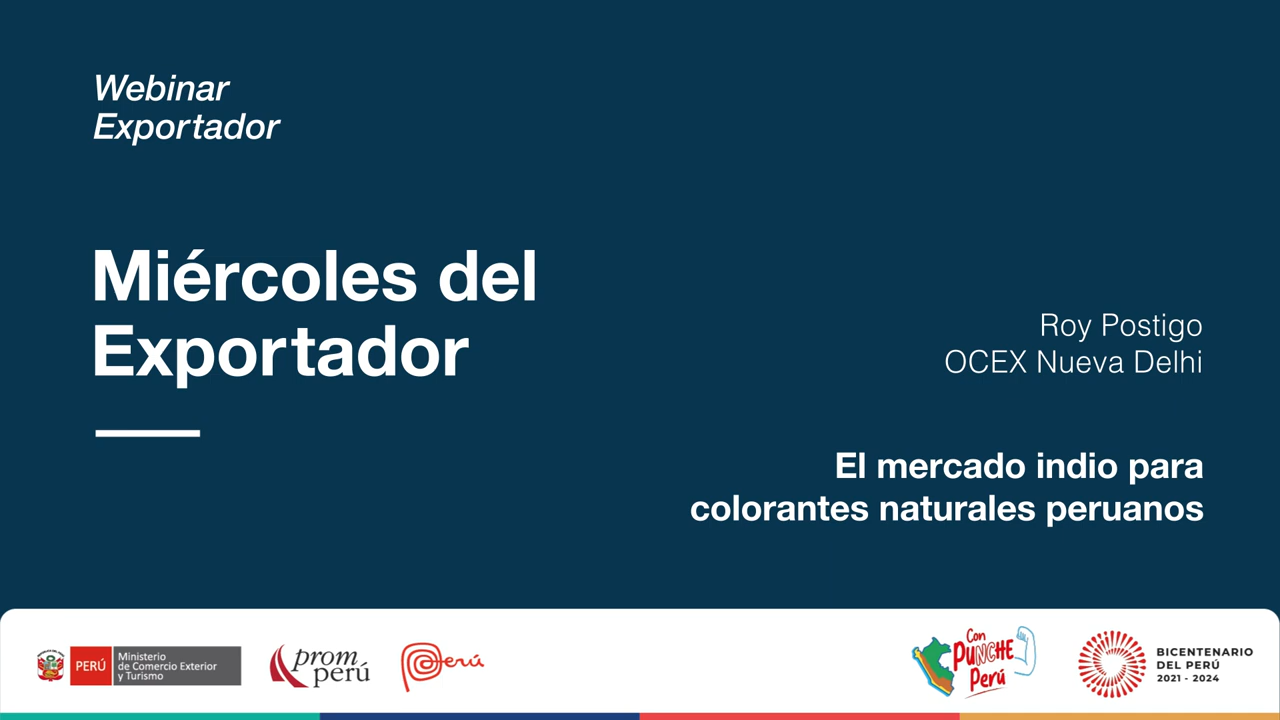 Webinar
Exportador
Miércoles del
Exportador
Roy Postigo
OCEX Nueva Delhi
El mercado indio para
colorantes naturales peruanos
PERÚ
Ministerio
de Comercio Exterior
y Turismo
prom
perú
Perú
Con
PUNCHE
Perú
BICENTENARIO
DEL PERÚ
2021 - 2024